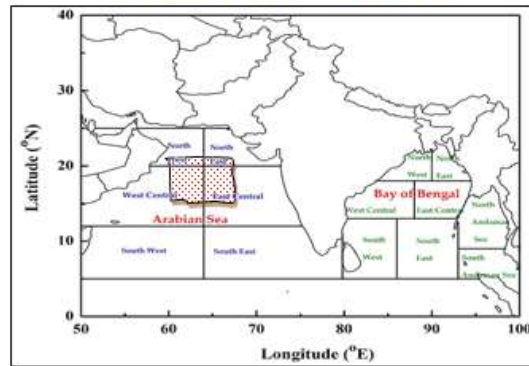 40
30
20
10
0
Latitude (°N)
50 60 70 80 90 100
Longitude (°E)
North
North
East
West Central
East Central
Arabian Sea
South West
South East
North
West
North
East
Bay of Bengal
West Central
East Central
South
West
South
East
North
Andaman
Sea
South
Andaman Sea